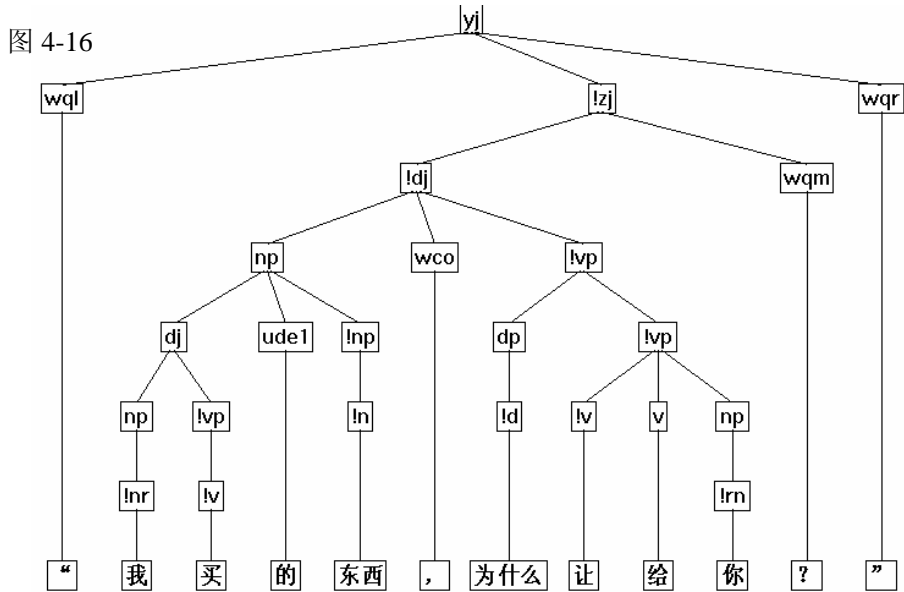 yj
图 4-16
wql !zj wqr
!dj wqm
np wco !vp
dj ude1 !np dp !vp
np !vp !n !d !v v np
!nr !v !rn
“ 我 买 的 东西 , 为什么 让 给 你 ? ”